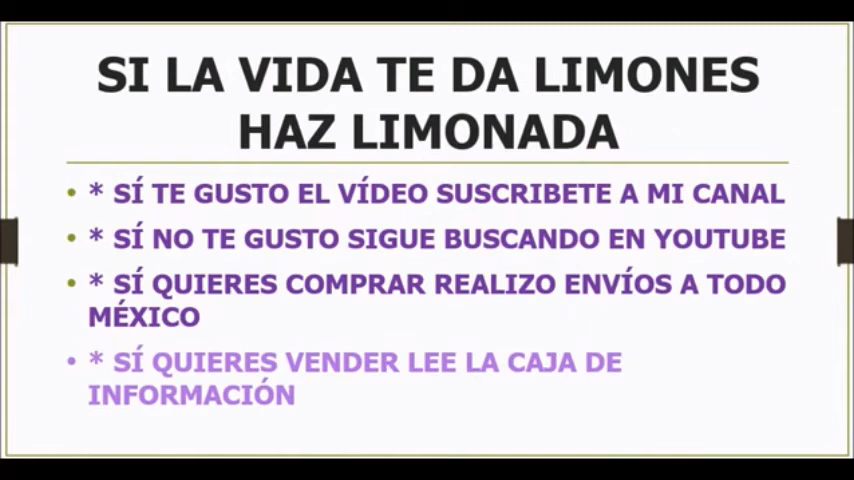 SI LA VIDA TE DA LIMONES
HAZ LIMONADA
• * SÍ TE GUSTO EL VÍDEO SUSCRIBETE A MI CANAL
• * SÍ NO TE GUSTO SIGUE BUSCANDO EN YOUTUBE
• * SÍ QUIERES COMPRAR REALIZO ENVÍOS A TODO
MÉXICO
• * SÍ QUIERES VENDER LEE LA CAJA DE
INFORMACIÓN